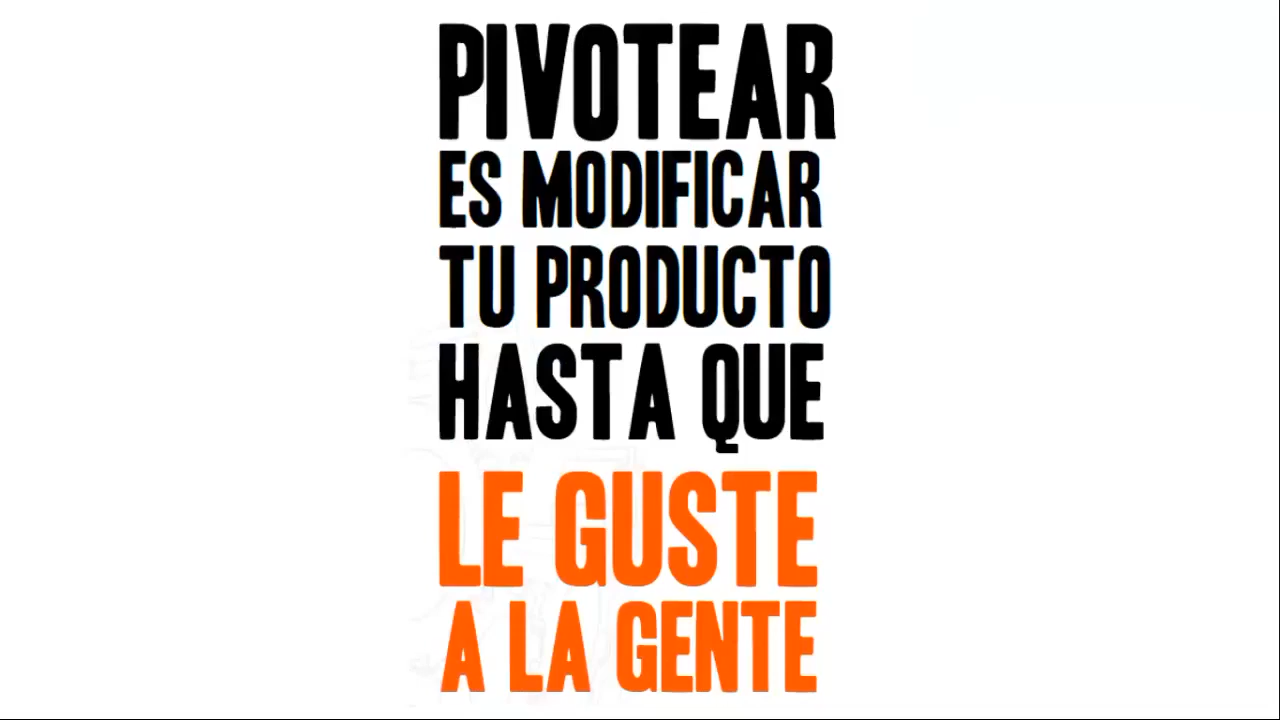 PIVOTEAR
ES MODIFICAR
TU PRODUCTO
HASTA QUE
LE GUSTE
A LA GENTE